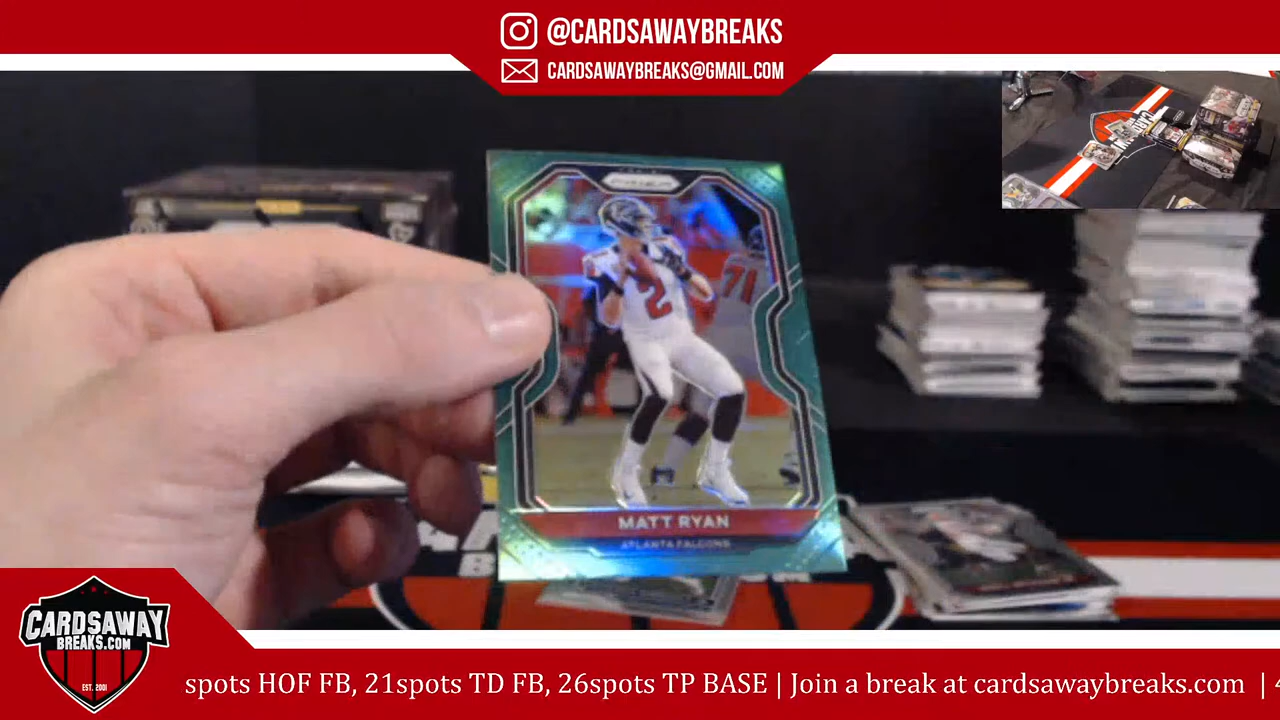 @CARDSAWAYBREAKS
CARDSAWAYBREAKS@GMAIL.COM
PRIZM
2
71
MATT RYAN
ATLANTA FALCONS
CARDSAWAY
BREAKS.COM
EST. 2001
spots HOF FB, 21spots TD FB, 26spots TP BASE | Join a break at cardsawaybreaks.com |